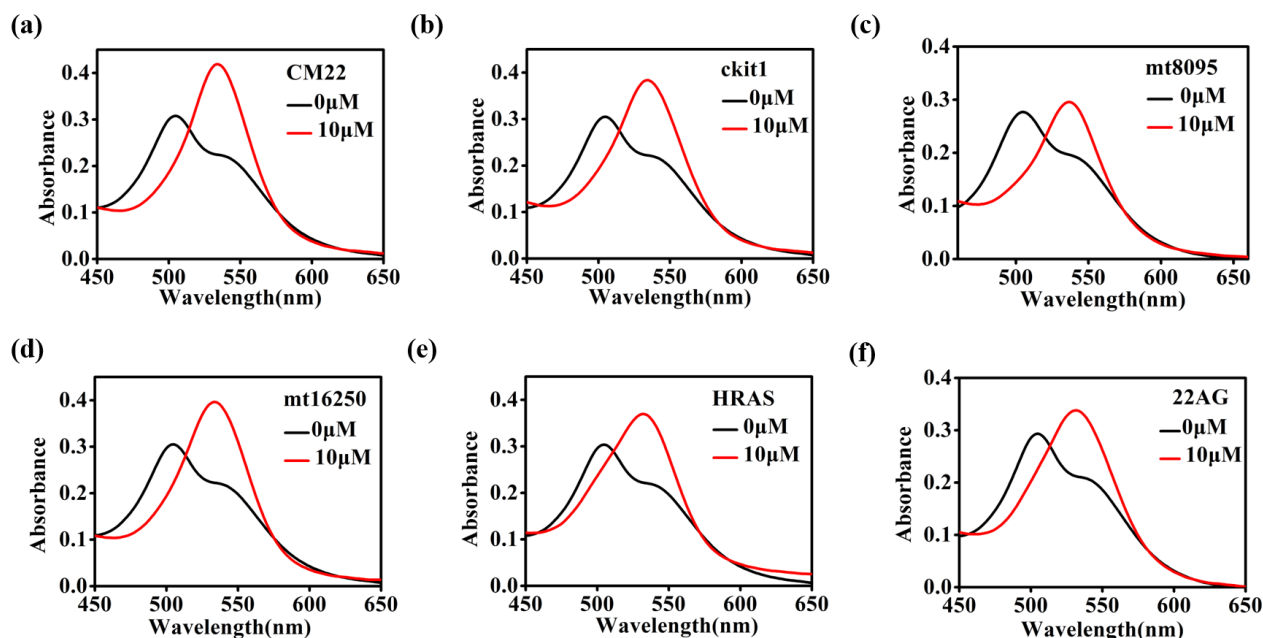 (a)
CM22
0μM
10μM
0.4
0.3
0.2
0.1
0.0
Absorbance
450 500 550 600 650
Wavelength(nm)
(b)
ckit1
0μM
10μM
0.4
0.3
0.2
0.1
0.0
Absorbance
450 500 550 600 650
Wavelength(nm)
(c)
mt8095
0μM
10μM
0.4
0.3
0.2
0.1
0.0
Absorbance
500 550 600 650
Wavelength(nm)
(d)
mt16250
0μM
10μM
0.4
0.3
0.2
0.1
0.0
Absorbance
450 500 550 600 650
Wavelength(nm)
(e)
HRAS
0μM
10μM
0.4
0.3
0.2
0.1
0.0
Absorbance
450 500 550 600 650
Wavelength(nm)
(f)
22AG
0μM
10μM
0.4
0.3
0.2
0.1
0.0
Absorbance
450 500 550 600 650
Wavelength(nm)